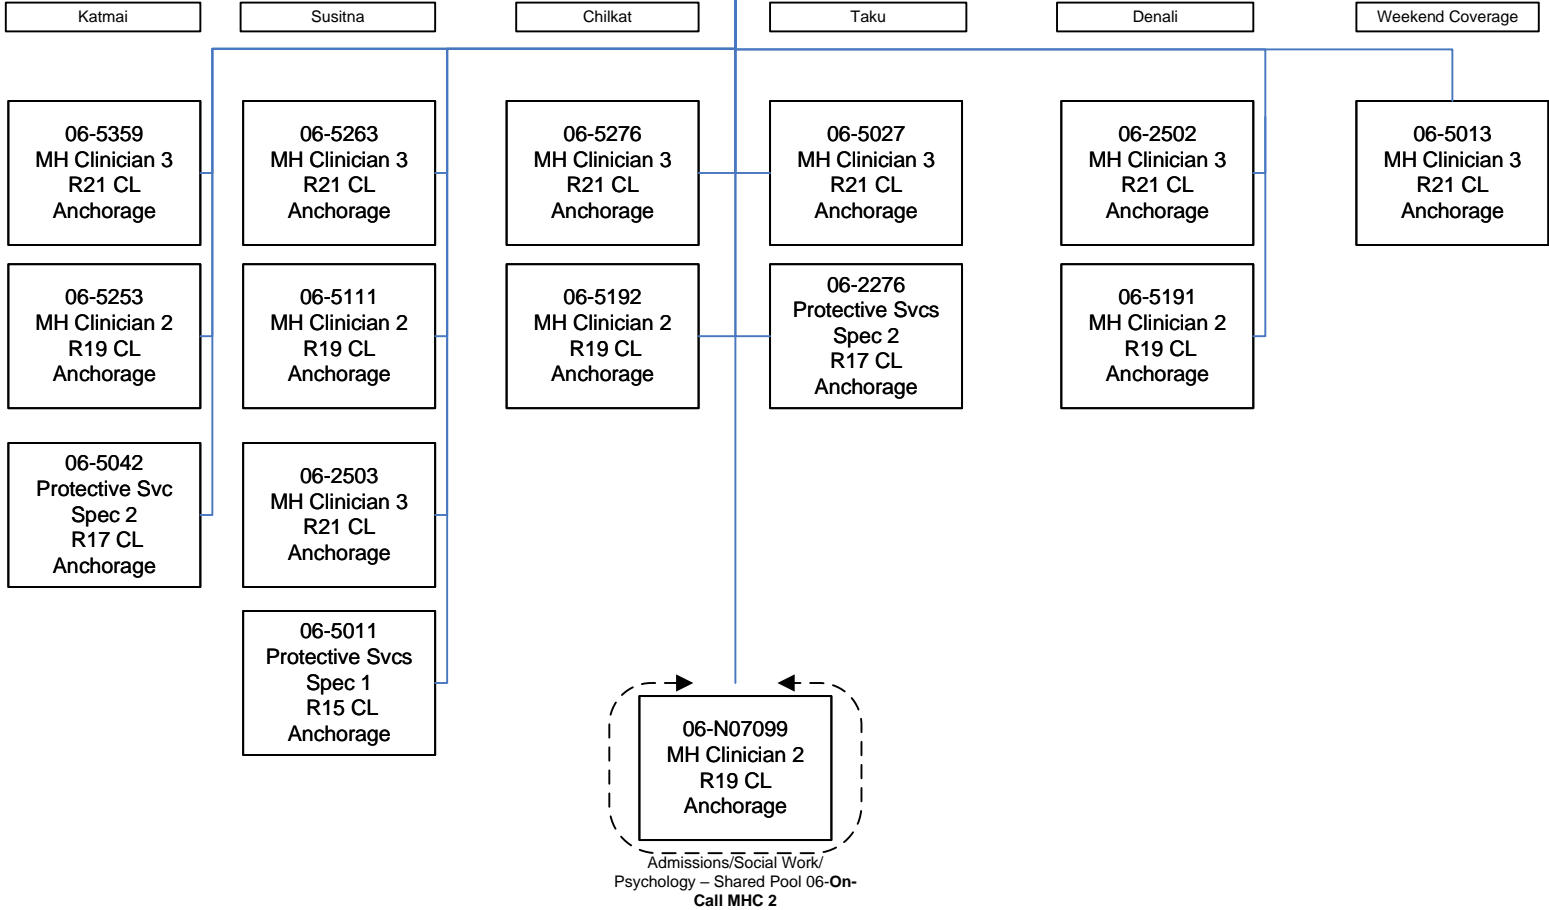 Katmai
Susitna
Chilkat
Taku
Denali
Weekend Coverage
06-5359
MH Clinician 3
R21 CL
Anchorage
06-5263
MH Clinician 3
R21 CL
Anchorage
06-5276
MH Clinician 3
R21 CL
Anchorage
06-5027
MH Clinician 3
R21 CL
Anchorage
06-2502
MH Clinician 3
R21 CL
Anchorage
06-5013
MH Clinician 3
R21 CL
Anchorage
06-5253
MH Clinician 2
R19 CL
Anchorage
06-5111
MH Clinician 2
R19 CL
Anchorage
06-5192
MH Clinician 2
R19 CL
Anchorage
06-2276
Protective Svcs
Spec 2
R17 CL
Anchorage
06-5191
MH Clinician 2
R19 CL
Anchorage
06-5042
Protective Svc
Spec 2
R17 CL
Anchorage
06-2503
MH Clinician 3
R21 CL
Anchorage
06-5011
Protective Svcs
Spec 1
R15 CL
Anchorage
06-N07099
MH Clinician 2
R19 CL
Anchorage
Admissions/Social Work/
Psychology – Shared Pool 06-On-
Call MHC 2